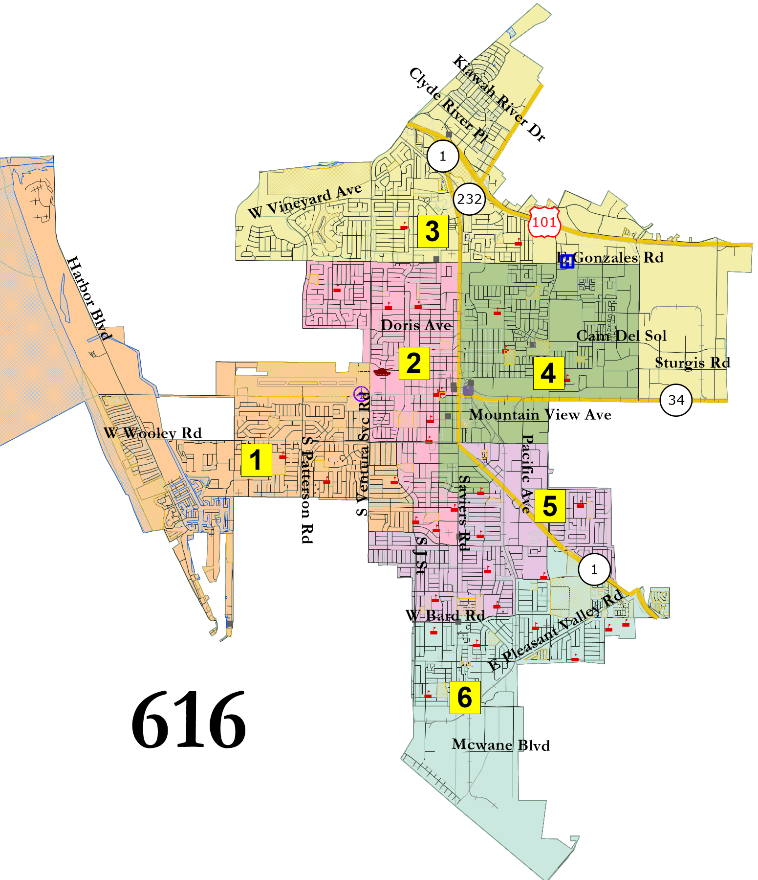 Kiawah River Dr
Clyde River Pl
1
232
W Vineyard Ave
101
3
Gonzales Rd
Harbor Blvd
Doris Ave
Cam Del Sol
2
4
Sturgis Rd
34
Mountain View Ave
W Wooley Rd
1
S Patterson Rd
S Ventura Svc Rd
Pacific Ave
Saviers Rd
5
S J St
1
W Bard Rd
E Pleasant Valley Rd
6
616
Mcwane Blvd